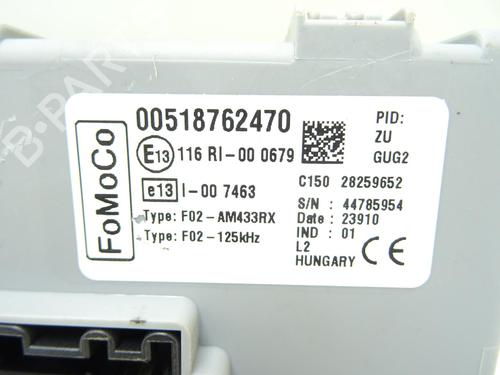 FoMoCo
00518762470
PID:
ZU
GUG2
E13 116 RI-00 0679
e13 I-00 7463
Type: F02-AM433RX
Type: F02-125kHz
C150 28259652
S/N : 44785954
Date : 23910
IND : 01
L2
HUNGARY CE
B-PARTS